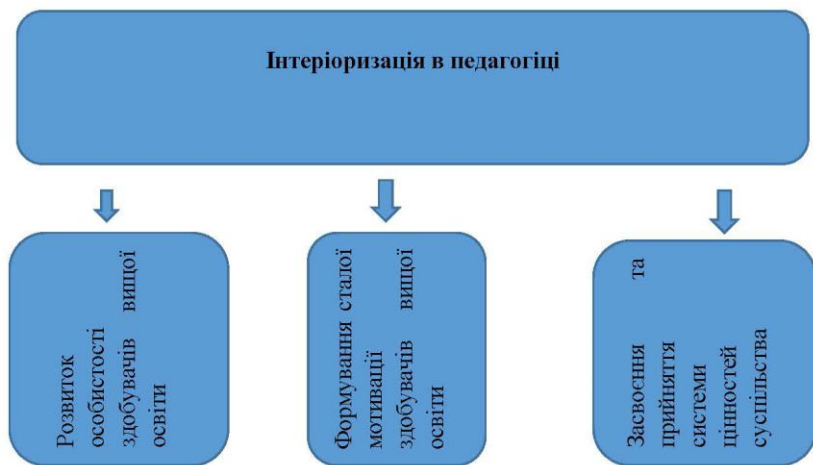 Інтеріоризація в педагогіці
Розвиток
особистості
здобувачів вищої
освіти
Формування сталої
мотивації
здобувачів вищої
освіти
Засвоєння та
прийняття
системи
цінностей
суспільства